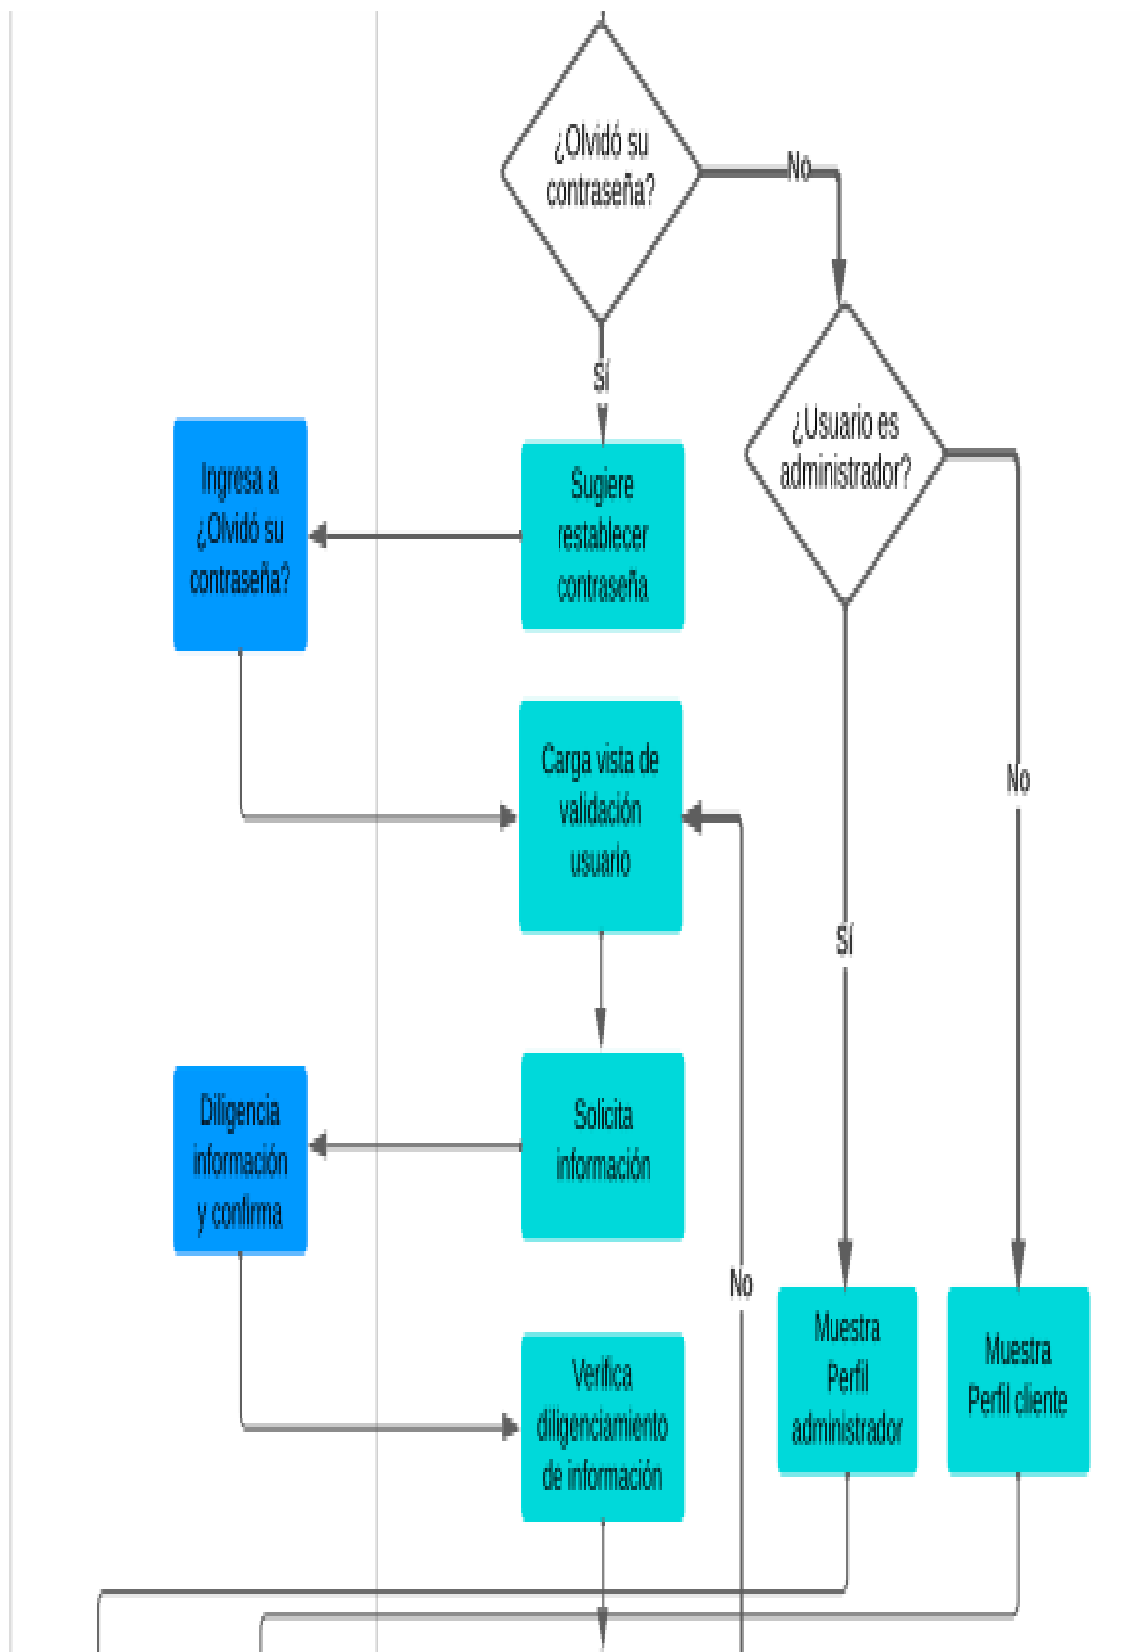 ¿Olvidó su
contraseña?
No
Sí
¿Usuario es
administrador?
Ingresa a
¿Olvidó su
contraseña?
Sugiere
restablecer
contraseña
Carga vista de
validación
usuario
No
Sí
Diligencia
información
y confirma
Solicita
información
No
Muestra
Perfil
administrador
Muestra
Perfil cliente
Verifica
diligenciamiento
de información